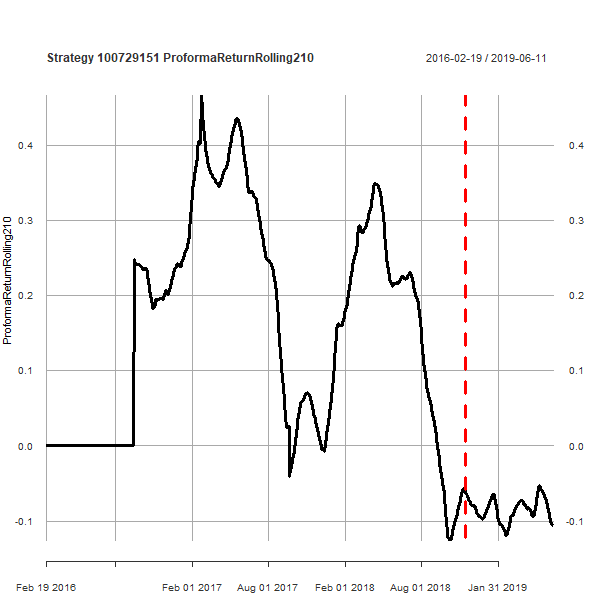 Strategy 100729151 ProformaReturnRolling210
2016-02-19 / 2019-06-11
ProformaReturnRolling210
0.4
0.3
0.2
0.1
0.0
-0.1
0.4
0.3
0.2
0.1
0.0
-0.1
Feb 19 2016
Feb 01 2017
Aug 01 2017
Feb 01 2018
Aug 01 2018
Jan 31 2019